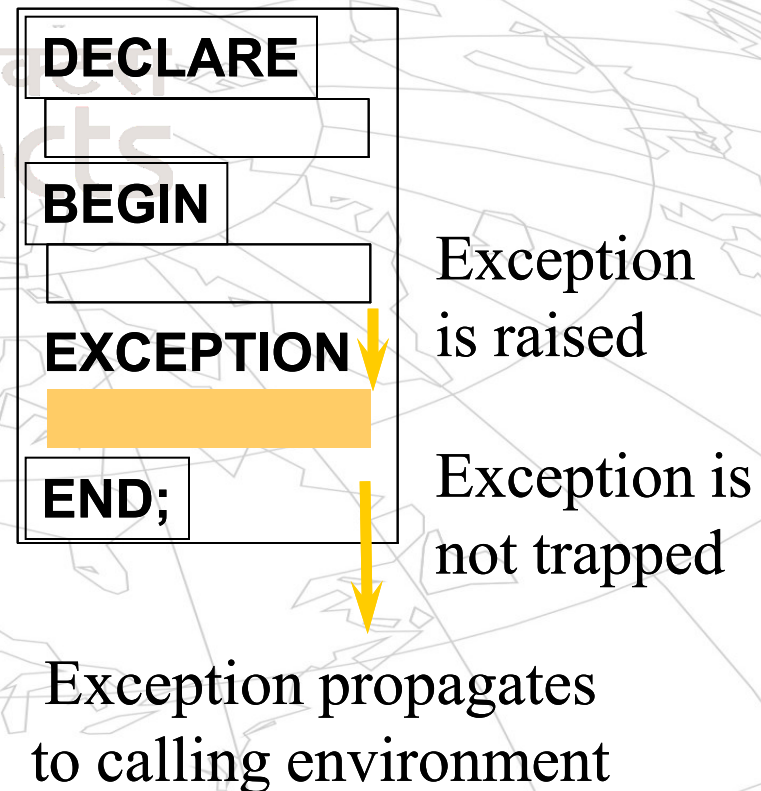 DECLARE
BEGIN
Exception
is raised
EXCEPTION
Exception is
not trapped
END;
Exception propagates
to calling environment